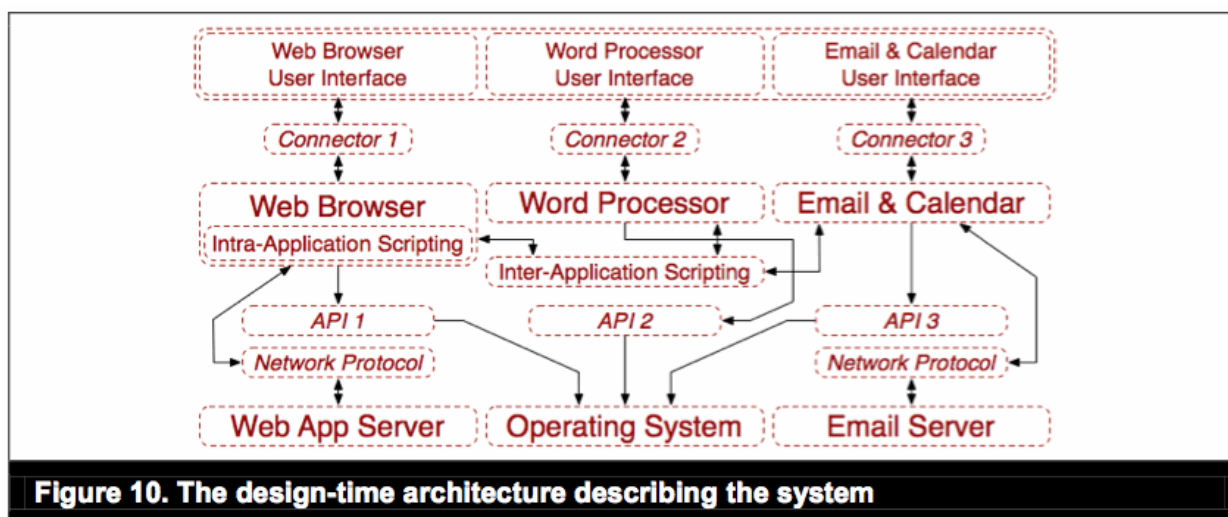 Web Browser
User Interface
Word Processor
User Interface
Email & Calendar
User Interface
Connector 1
Connector 2
Connector 3
Web Browser
Intra-Application Scripting
Word Processor
Email & Calendar
Inter-Application Scripting
API 1
API 2
API 3
Network Protocol
Network Protocol
Web App Server
Operating System
Email Server
Figure 10. The design-time architecture describing the system